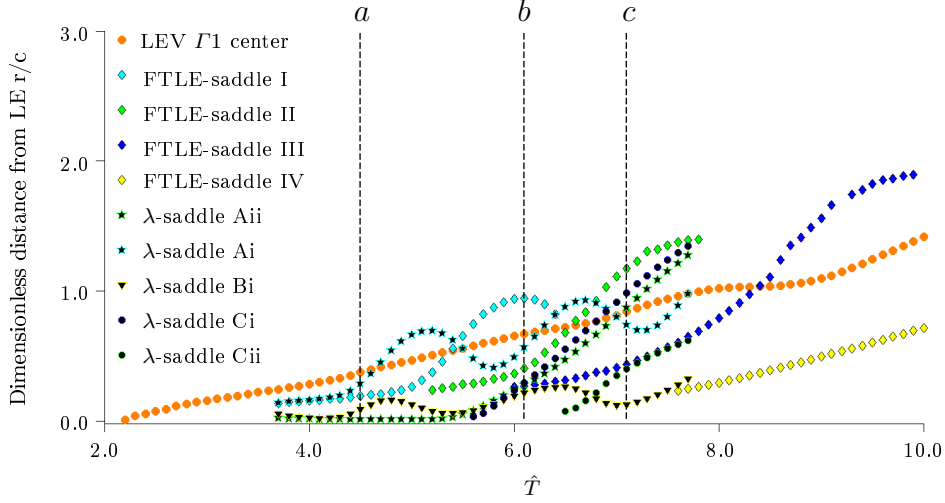 a b c
Dimensionless distance from LE r/c
3.0
2.0
1.0
0.0
LEV Γ1 center
FTLE-saddle I
FTLE-saddle II
FTLE-saddle III
FTLE-saddle IV
λ-saddle Aii
λ-saddle Ai
λ-saddle Bi
λ-saddle Ci
λ-saddle Cii
2.0 4.0 6.0 8.0 10.0
T̂